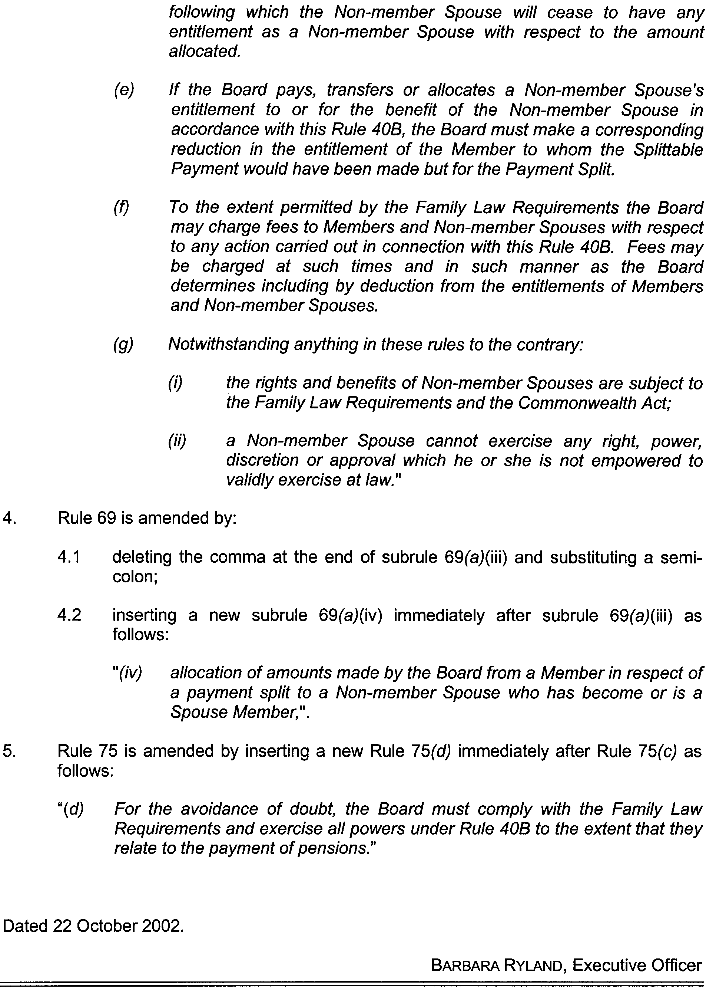 following which the Non-member Spouse will cease to have any
entitlement as a Non-member Spouse with respect to the amount
allocated.
(e) If the Board pays, transfers or allocates a Non-member Spouse's
entitlement to or for the benefit of the Non-member Spouse in
accordance with this Rule 40B, the Board must make a corresponding
reduction in the entitlement of the Member to whom the Splittable
Payment would have been made but for the Payment Split.
(f) To the extent permitted by the Family Law Requirements the Board
may charge fees to Members and Non-member Spouses with respect
to any action carried out in connection with this Rule 40B. Fees may
be charged at such times and in such manner as the Board
determines including by deduction from the entitlements of Members
and Non-member Spouses.
(g) Notwithstanding anything in these rules to the contrary:
(i) the rights and benefits of Non-member Spouses are subject to
the Family Law Requirements and the Commonwealth Act;
(ii) a Non-member Spouse cannot exercise any right, power,
discretion or approval which he or she is not empowered to
validly exercise at law."
4. Rule 69 is amended by:
4.1 deleting the comma at the end of subrule 69(a)(iii) and substituting a semi-
colon;
4.2 inserting a new subrule 69(a)(iv) immediately after subrule 69(a)(iii) as
follows:
"(iv) allocation of amounts made by the Board from a Member in respect of
a payment split to a Non-member Spouse who has become or is a
Spouse Member,".
5. Rule 75 is amended by inserting a new Rule 75(d) immediately after Rule 75(c) as
follows:
“(d) For the avoidance of doubt, the Board must comply with the Family Law
Requirements and exercise all powers under Rule 40B to the extent that they
relate to the payment of pensions.”
Dated 22 October 2002.
BARBARA RYLAND, Executive Officer